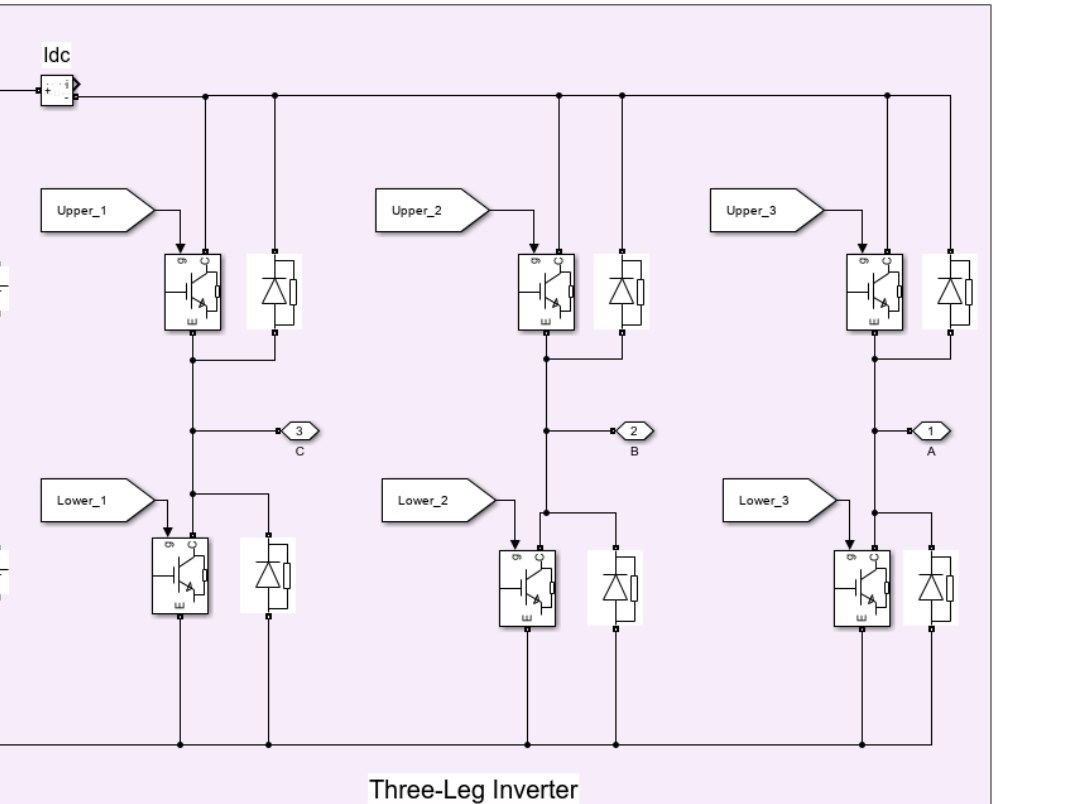 Idc
+ i
-
Upper_1
Upper_2
Upper_3
g C
g C
g C
E
E
E
3
C
2
B
1
A
Lower_1
Lower_2
Lower_3
g C
g C
g C
E
E
E
Three-Leg Inverter